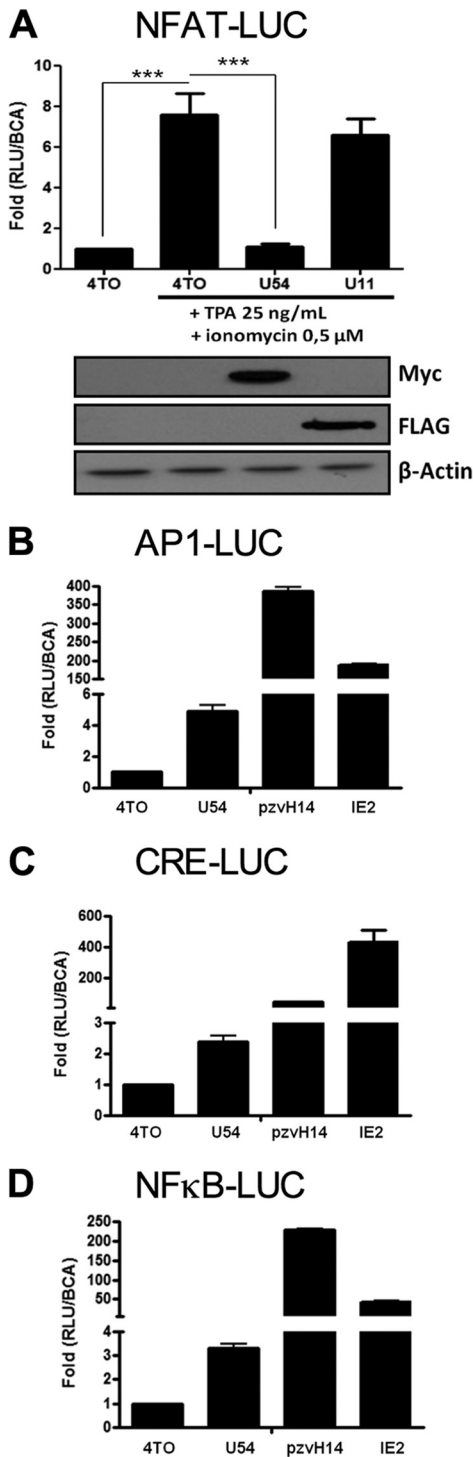 A NFAT-LUC
*** ***
Fold (RLU/BCA)
10
8
6
4
2
0
4TO 4TO U54 U11
+ TPA 25 ng/mL
+ ionomycin 0,5 µM
Myc
FLAG
β-Actin
B AP1-LUC
Fold (RLU/BCA)
400
350
300
250
200
150
6
4
2
0
4TO U54 pzvH14 IE2
C CRE-LUC
Fold (RLU/BCA)
600
400
200
3
2
1
0
4TO U54 pzvH14 IE2
D NFκB-LUC
Fold (RLU/BCA)
250
200
150
100
50
4
3
2
1
0
4TO U54 pzvH14 IE2